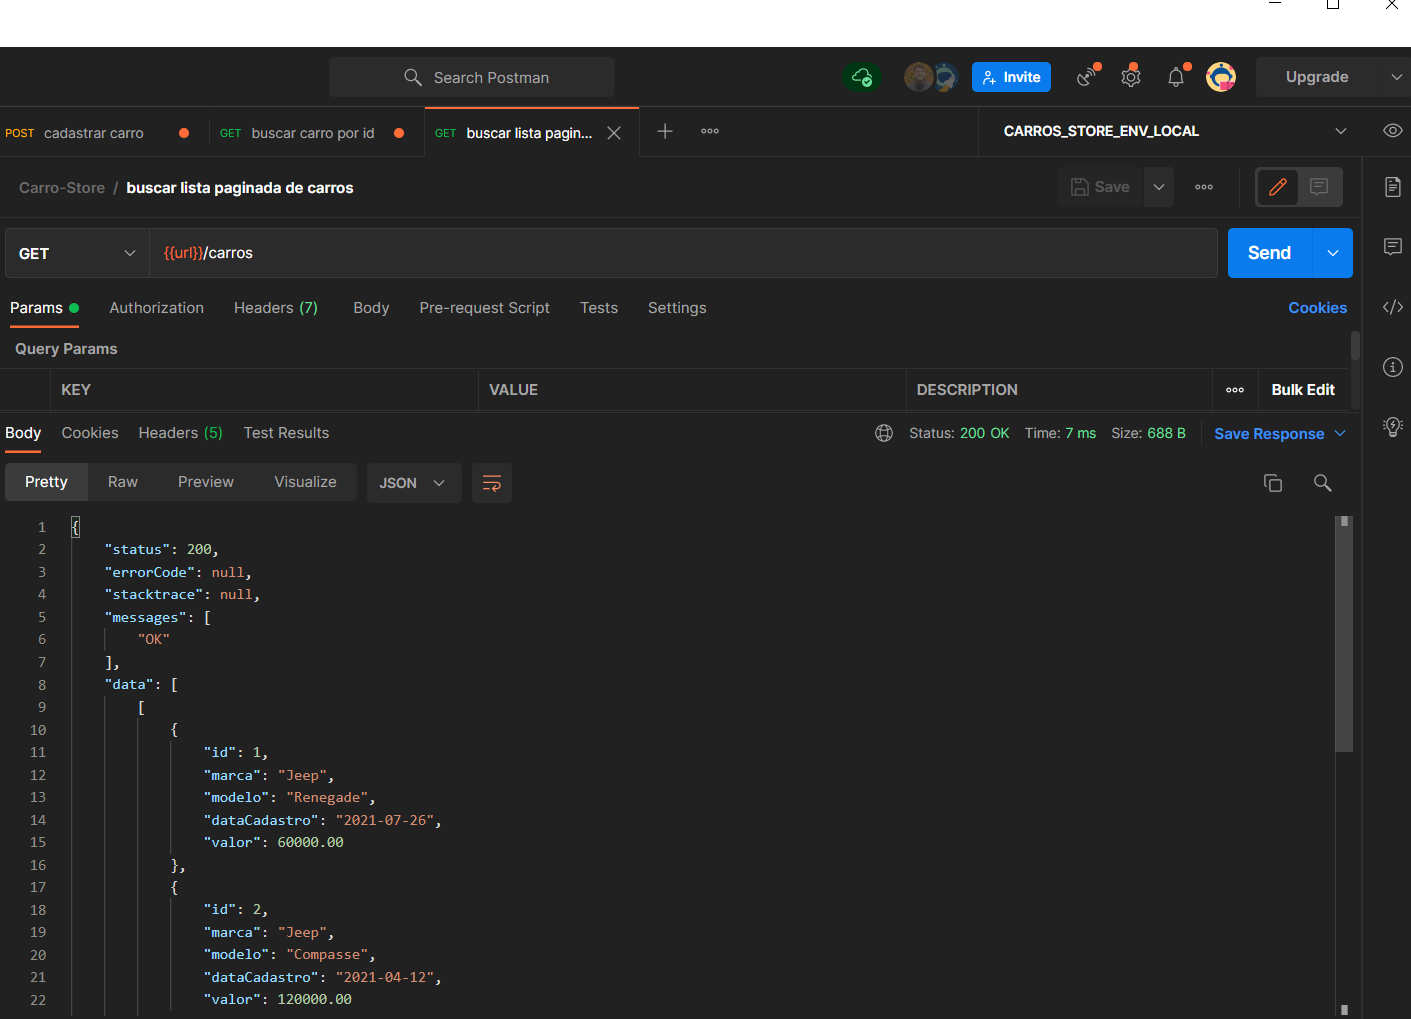 Search Postman
Invite
Upgrade
POST cadastrar carro
GET buscar carro por id
GET buscar lista pagin...
CARROS_STORE_ENV_LOCAL
Carro-Store / buscar lista paginada de carros
Save
GET
{{url}}/carros
Send
Params
Authorization
Headers (7)
Body
Pre-request Script
Tests
Settings
Cookies
Query Params
KEY
VALUE
DESCRIPTION
Bulk Edit
Body
Cookies
Headers (5)
Test Results
Status: 200 OK
Time: 7 ms
Size: 688 B
Save Response
Pretty
Raw
Preview
Visualize
JSON
1 {
2 "status": 200,
3 "errorCode": null,
4 "stacktrace": null,
5 "messages": [
6 "OK"
7 ],
8 "data": [
9 [
10 {
11 "id": 1,
12 "marca": "Jeep",
13 "modelo": "Renegade",
14 "dataCadastro": "2021-07-26",
15 "valor": 60000.00
16 },
17 {
18 "id": 2,
19 "marca": "Jeep",
20 "modelo": "Compasse",
21 "dataCadastro": "2021-04-12",
22 "valor": 120000.00